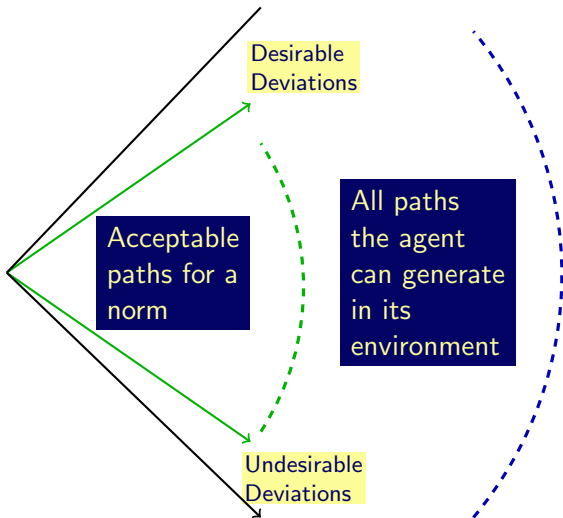 Desirable
Deviations
Acceptable
paths for a
norm
All paths
the agent
can generate
in its
environment
Undesirable
Deviations